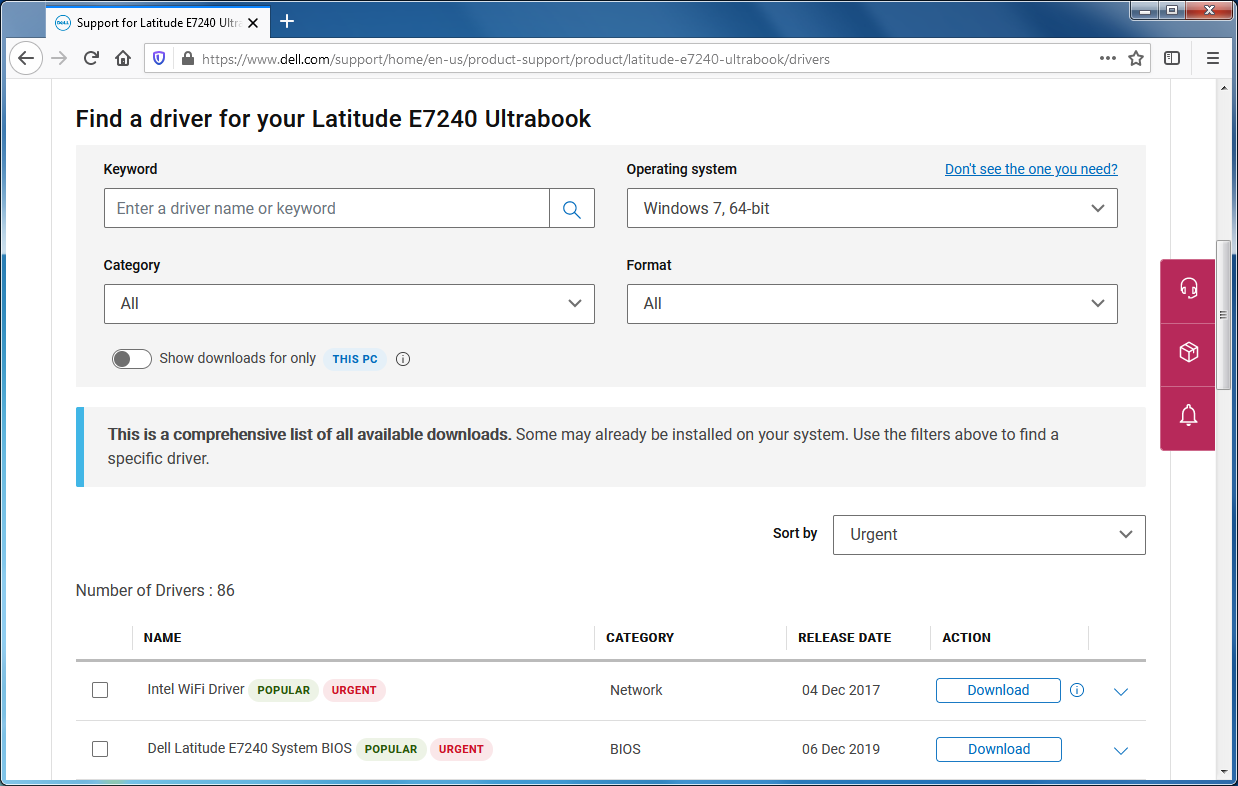 Support for Latitude E7240 Ultra
https://www.dell.com/support/home/en-us/product-support/product/latitude-e7240-ultrabook/drivers
Find a driver for your Latitude E7240 Ultrabook
Keyword
Operating system
Don't see the one you need?
Enter a driver name or keyword
Windows 7, 64-bit
Category
Format
All
All
Show downloads for only THIS PC
This is a comprehensive list of all available downloads. Some may already be installed on your system. Use the filters above to find a
specific driver.
Sort by
Urgent
Number of Drivers : 86
NAME CATEGORY RELEASE DATE ACTION
Intel WiFi Driver POPULAR URGENT Network 04 Dec 2017 Download
Dell Latitude E7240 System BIOS POPULAR URGENT BIOS 06 Dec 2019 Download